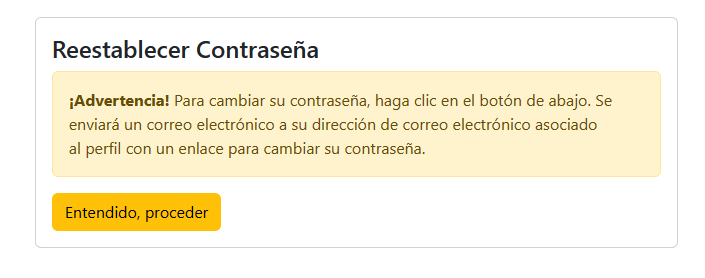 Reestablecer Contraseña
¡Advertencia! Para cambiar su contraseña, haga clic en el botón de abajo. Se
enviará un correo electrónico a su dirección de correo electrónico asociado
al perfil con un enlace para cambiar su contraseña.
Entendido, proceder